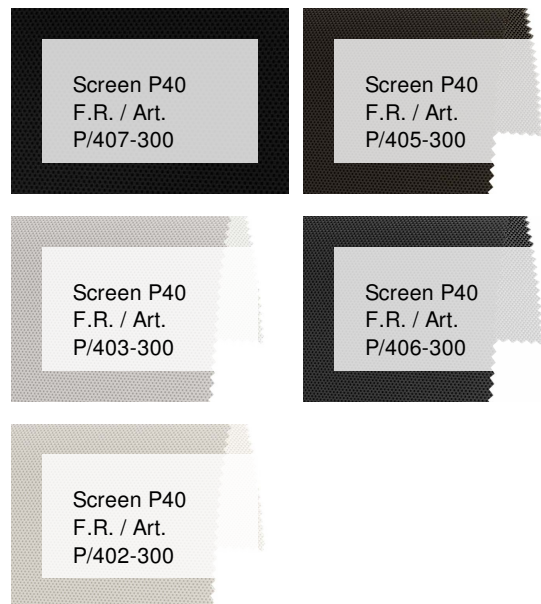 Screen P40
F.R. / Art.
P/407-300
Screen P40
F.R. / Art.
P/405-300
Screen P40
F.R. / Art.
P/403-300
Screen P40
F.R. / Art.
P/406-300
Screen P40
F.R. / Art.
P/402-300